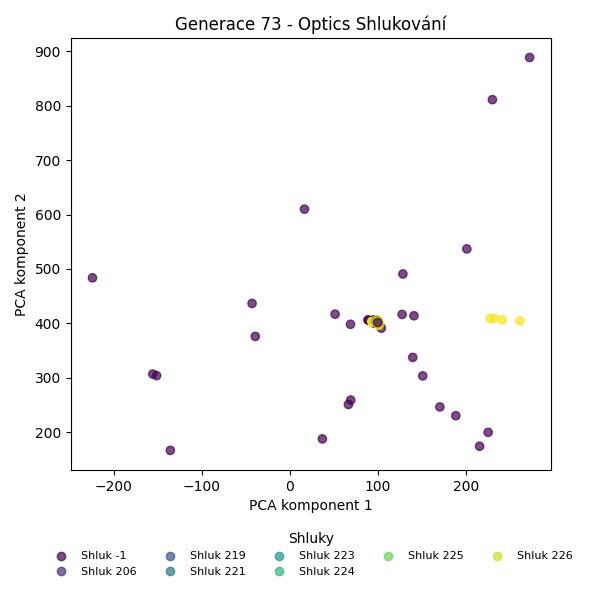 Generace 73 - Optics Shlukování
900
800
700
600
500
400
300
200
PCA komponent 2
−200 −100 0 100 200
PCA komponent 1
Shluky
Shluk -1 Shluk 219 Shluk 223 Shluk 225 Shluk 226
Shluk 206 Shluk 221 Shluk 224